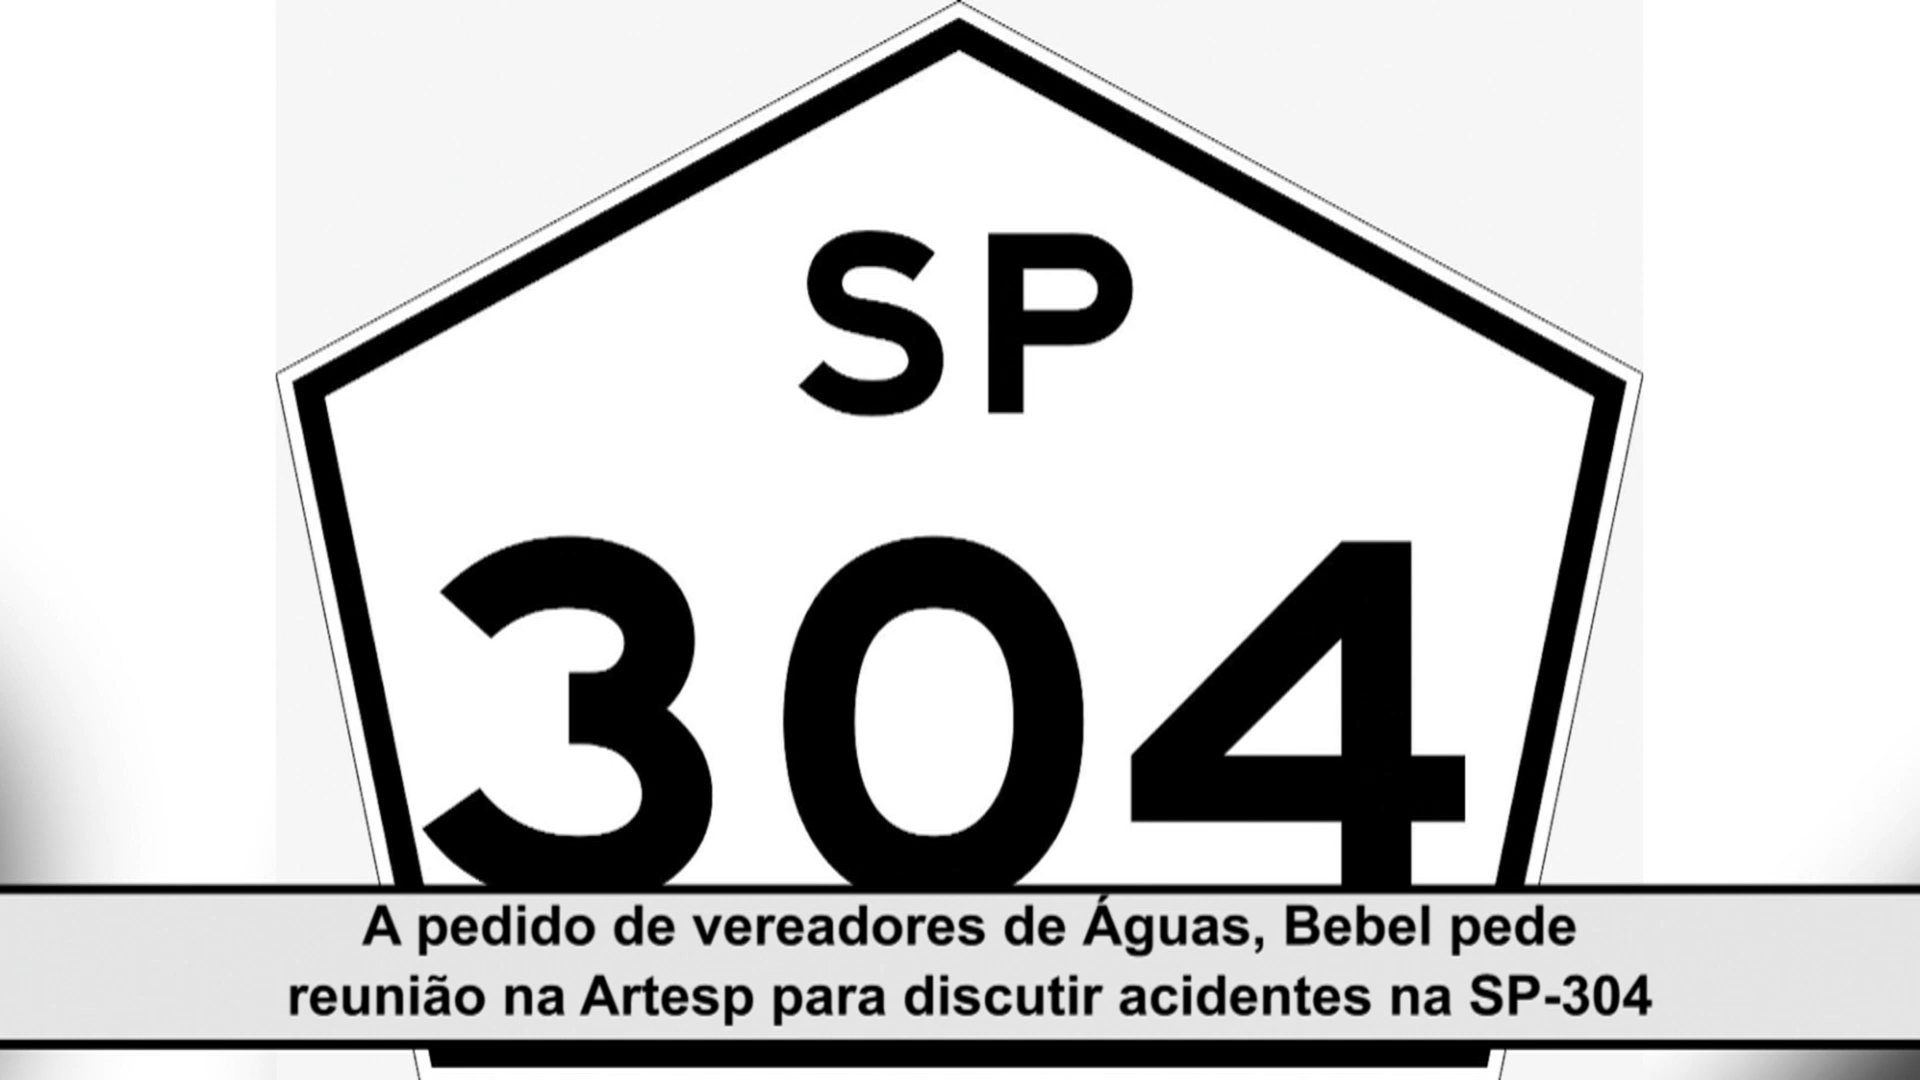 SP
304
A pedido de vereadores de Águas, Bebel pede
reunião na Artesp para discutir acidentes na SP-304